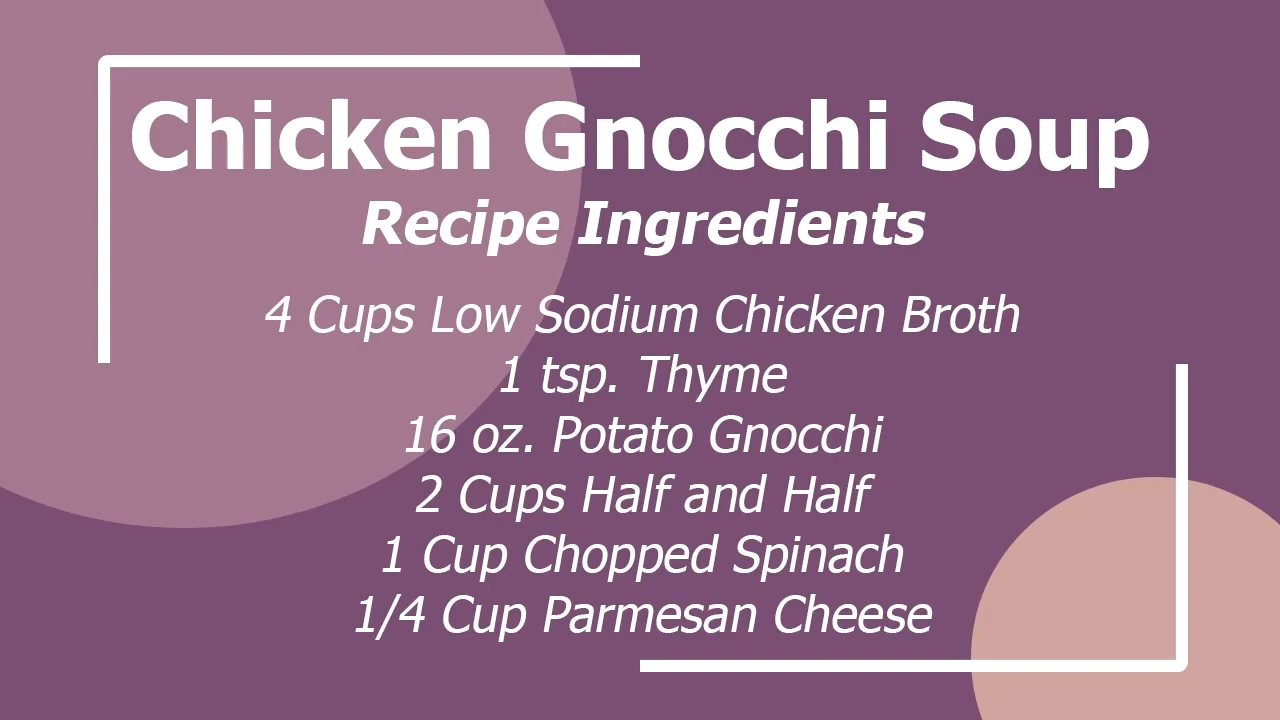 Chicken Gnocchi Soup
Recipe Ingredients
4 Cups Low Sodium Chicken Broth
1 tsp. Thyme
16 oz. Potato Gnocchi
2 Cups Half and Half
1 Cup Chopped Spinach
1/4 Cup Parmesan Cheese